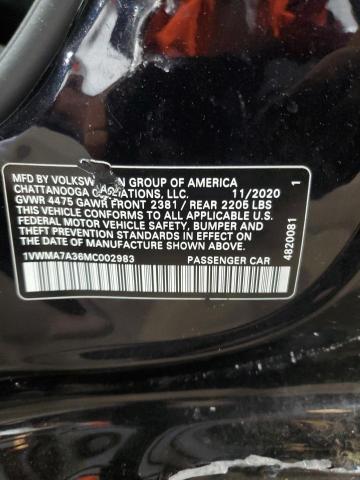 MFD BY VOLKSW EN GROUP OF AMERICA
CHATTANOOGA O ATIONS, LLC. 11/2020 1
GVWR 4475 GAWR FRONT 2381 / REAR 2206 LBS
THIS VEHICLE CONFORMS TO ALL APPLICABLE U.S.
FEDERAL MOTOR VEHICLE SAFETY, BUMPER AND
THEFT PREVENTION STANDARDS IN EFFECT ON THE
DATE OF MANUFACTURE SHOWN ABOVE
1VWMA7A36MC002983 PASSENGER CAR
4820081